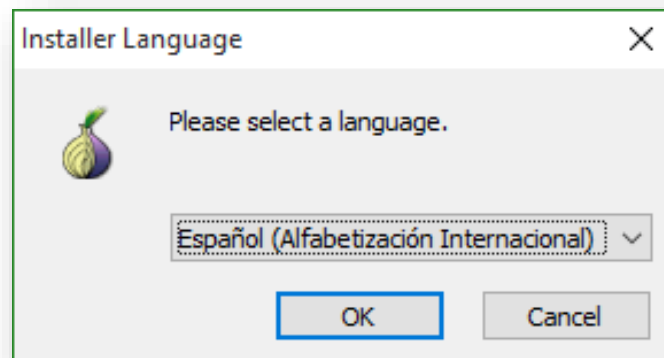 Installer Language
Please select a language.
Español (Alfabetización Internacional)
OK
Cancel